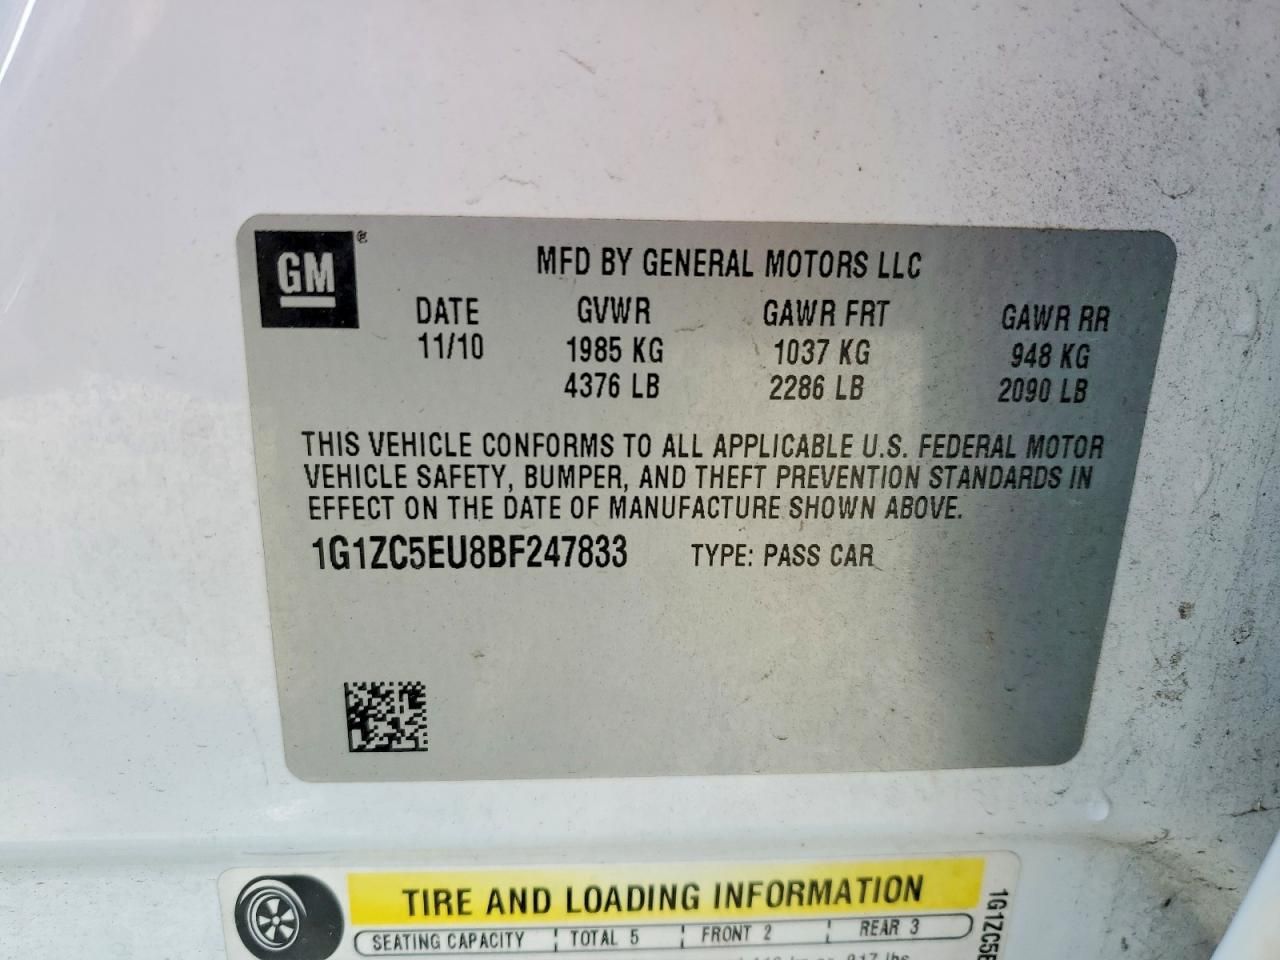 GM®
MFD BY GENERAL MOTORS LLC
DATE GVWR GAWR FRT GAWR RR
11/10 1985 KG 1037 KG 948 KG
4376 LB 2286 LB 2090 LB
THIS VEHICLE CONFORMS TO ALL APPLICABLE U.S. FEDERAL MOTOR
VEHICLE SAFETY, BUMPER, AND THEFT PREVENTION STANDARDS IN
EFFECT ON THE DATE OF MANUFACTURE SHOWN ABOVE.
1G1ZC5EU8BF247833 TYPE: PASS CAR
TIRE AND LOADING INFORMATION
SEATING CAPACITY TOTAL 5 FRONT 2 REAR 3
1G1ZC5E